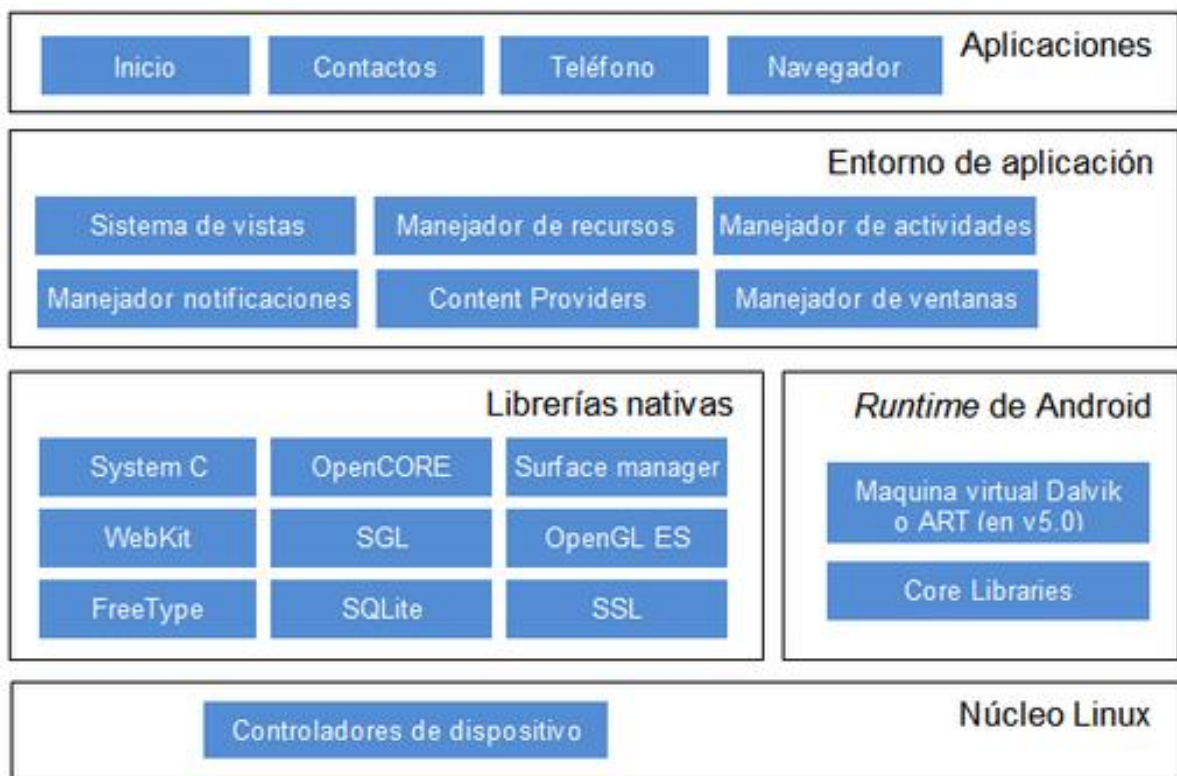 Aplicaciones
Inicio
Contactos
Teléfono
Navegador
Entorno de aplicación
Sistema de vistas
Manejador de recursos
Manejador de actividades
Manejador notificaciones
Content Providers
Manejador de ventanas
Librerías nativas
System C
OpenCORE
Surface manager
WebKit
SGL
OpenGL ES
FreeType
SQLite
SSL
Runtime de Android
Maquina virtual Dalvik
o ART (en v5.0)
Core Libraries
Núcleo Linux
Controladores de dispositivo